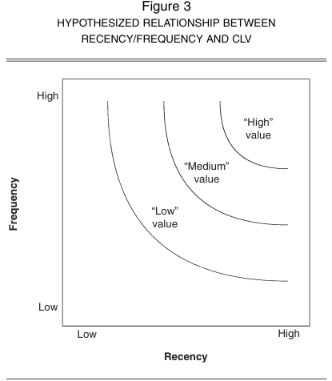 Figure 3
HYPOTHESIZED RELATIONSHIP BETWEEN
RECENCY/FREQUENCY AND CLV
High
"High"
value
"Medium"
value
"Low"
value
Frequency
Low
Low
High
Recency